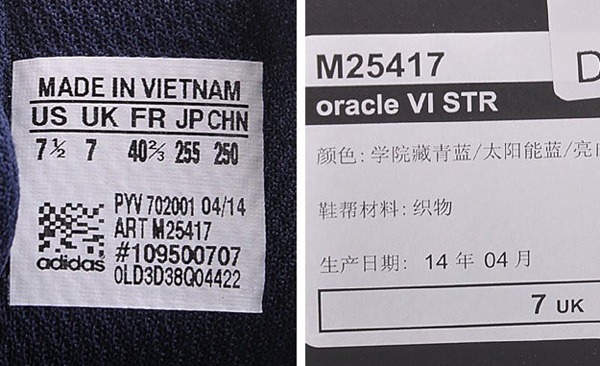 MADE IN VIETNAM
US UK FR JP CHN
7½ 7 40⅔ 255 250
PYV 702001 04/14
ART M25417
#109500707
0LD3D38Q04422
adidas
M25417
D
oracle VI STR
颜色: 学院藏青蓝/太阳能蓝/亮白
鞋帮材料: 织物
生产日期: 14 年 04 月
7 UK